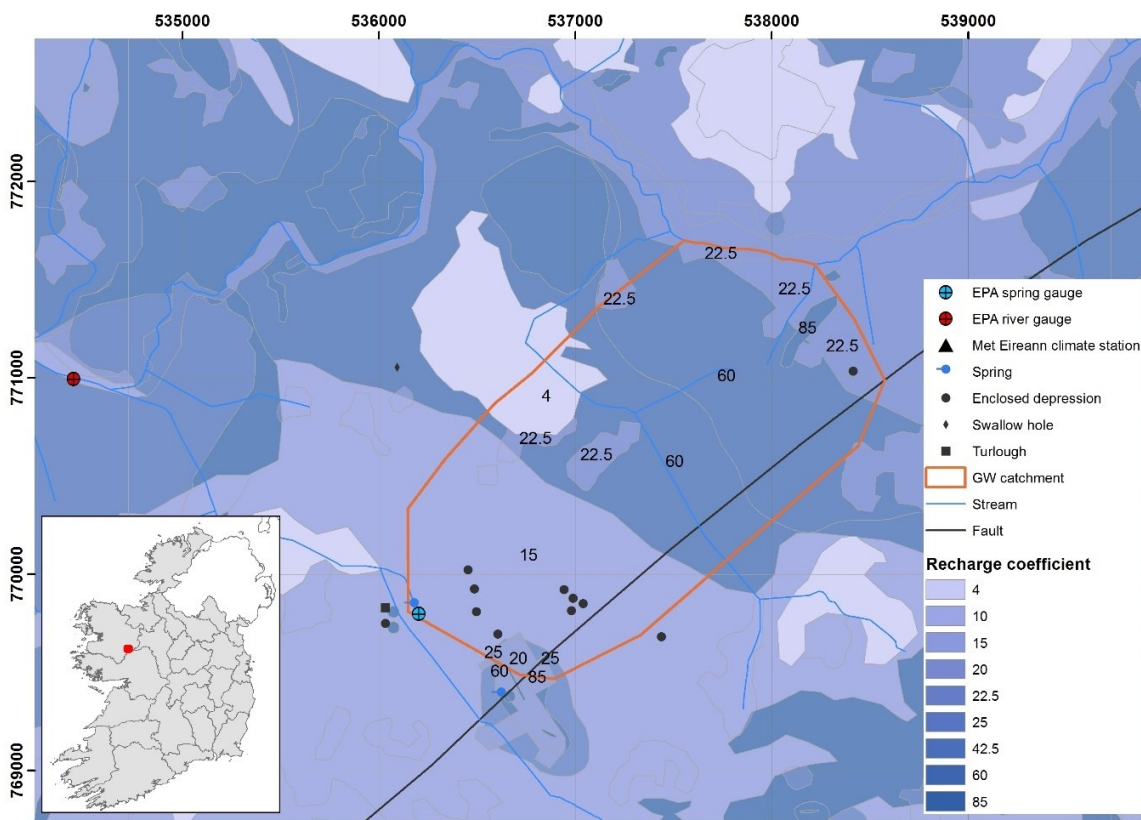 535000 536000 537000 538000 539000
772000
771000
770000
769000
22.5
22.5
22.5
85
22.5
60
4
22.5
22.5
60
15
25
20
25
60
85
EPA spring gauge
EPA river gauge
Met Eireann climate station
Spring
Enclosed depression
Swallow hole
Turlough
GW catchment
Stream
Fault
Recharge coefficient
4
10
15
20
22.5
25
42.5
60
85